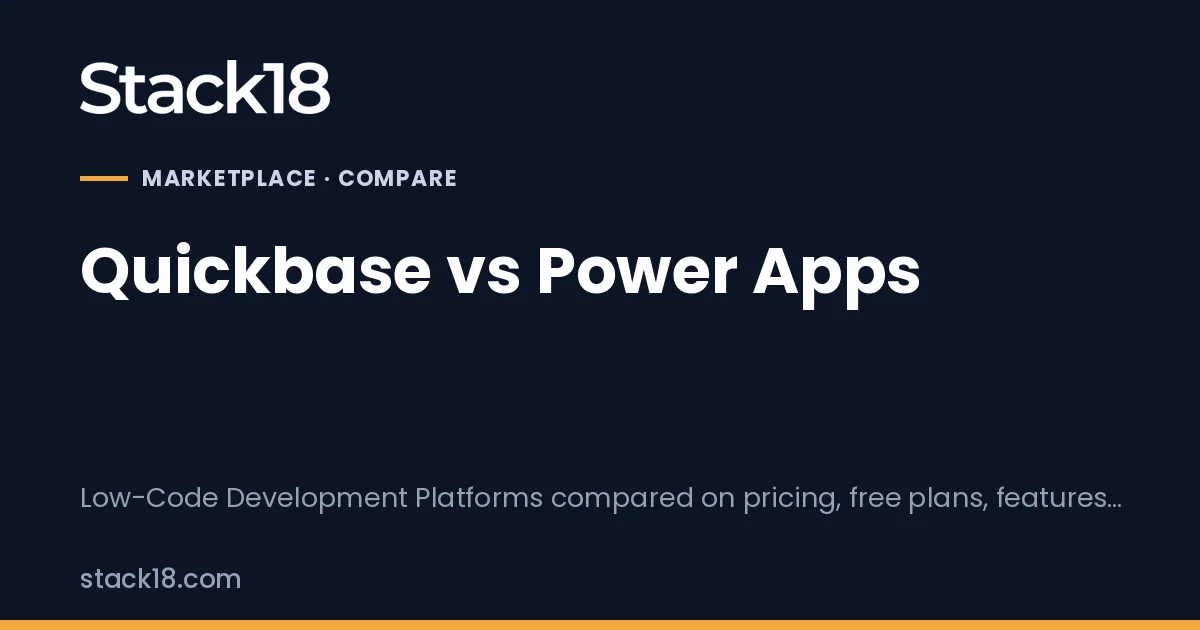 Stack18
MARKETPLACE · COMPARE
Quickbase vs Power Apps
Low-Code Development Platforms compared on pricing, free plans, features...
stack18.com